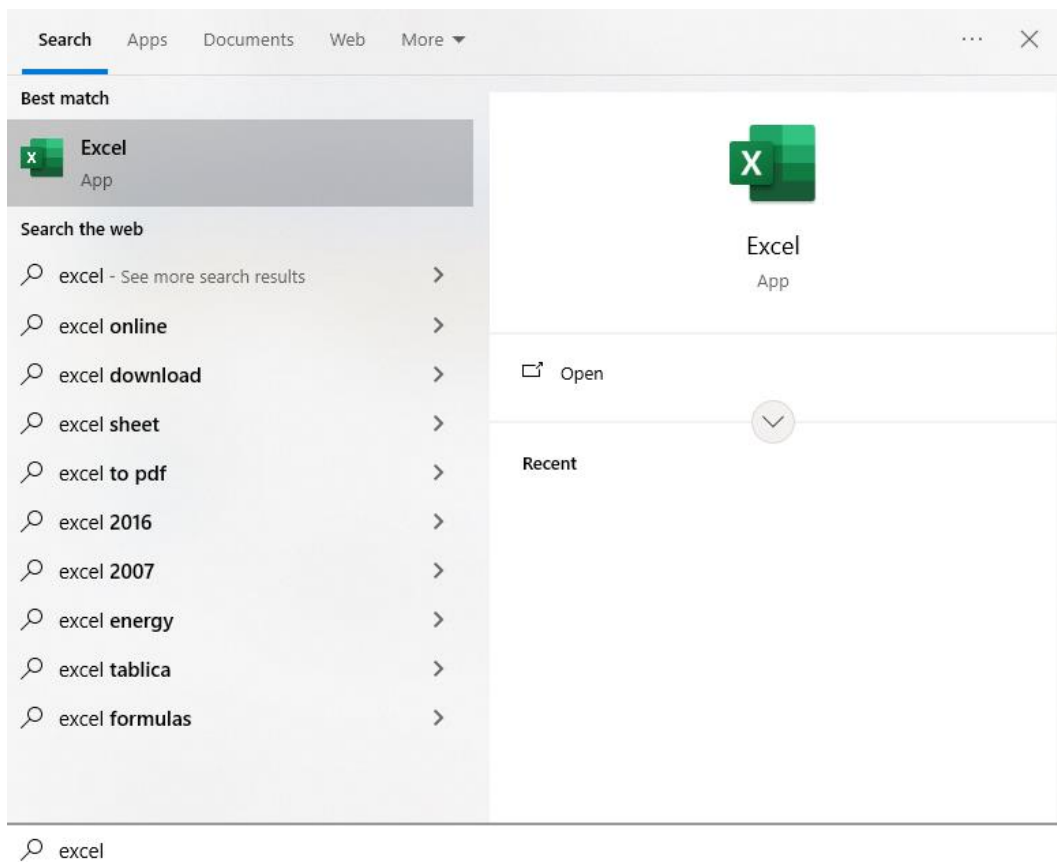 Search Apps Documents Web More
Best match
X Excel
App
Search the web
excel - See more search results
excel online
excel download
excel sheet
excel to pdf
excel 2016
excel 2007
excel energy
excel tablica
excel formulas
X
Excel
App
Open
Recent
excel